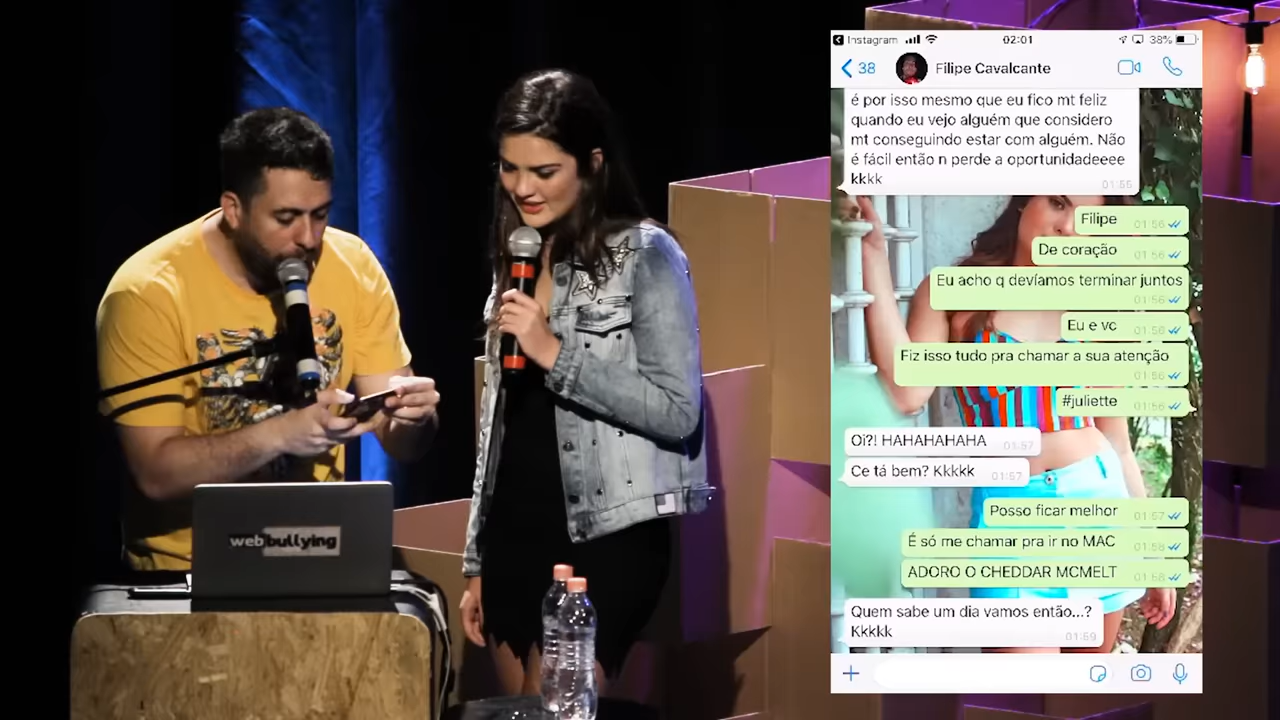 Instagram
02:01
38%
38
Filipe Cavalcante
é por isso mesmo que eu fico mt feliz
quando eu vejo alguém que considero
mt conseguindo estar com alguém. Não
é fácil então n perde a oportunidadeeee
kkkk
01:55
Filipe 01:56
De coração 01:56
Eu acho q devíamos terminar juntos
01:56
Eu e vc 01:56
Fiz isso tudo pra chamar a sua atenção
01:56
#juliette 01:56
Oi?! HAHAHAHAHA 01:57
Ce tá bem? Kkkkk 01:57
Posso ficar melhor 01:57
É só me chamar pra ir no MAC 01:58
ADORO O CHEDDAR MCMELT 01:58
Quem sabe um dia vamos então...?
Kkkkk
01:59
webbullying